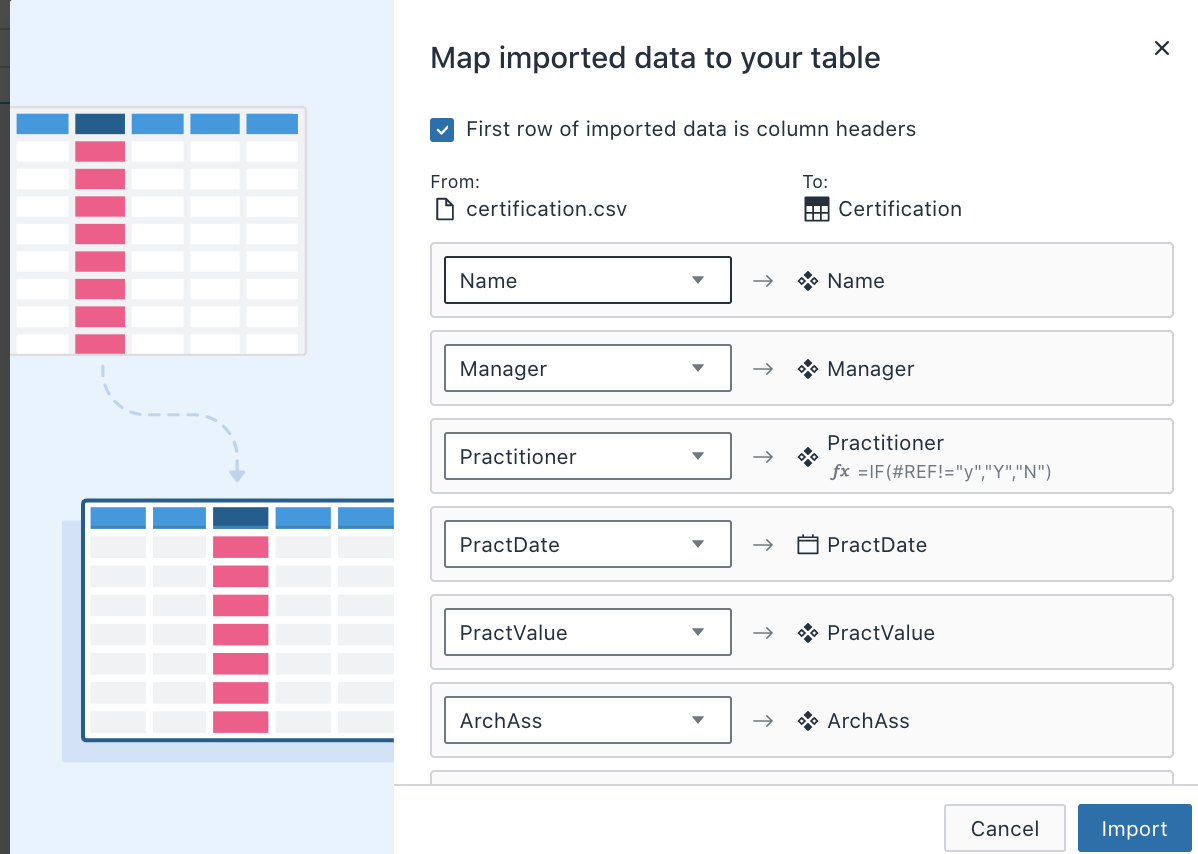 Map imported data to your table
First row of imported data is column headers
From:
certification.csv
To:
Certification
Name
Name
Manager
Manager
Practitioner
Practitioner
fx =IF(#REF!="y","Y","N")
PractDate
PractDate
PractValue
PractValue
ArchAss
ArchAss
Cancel
Import